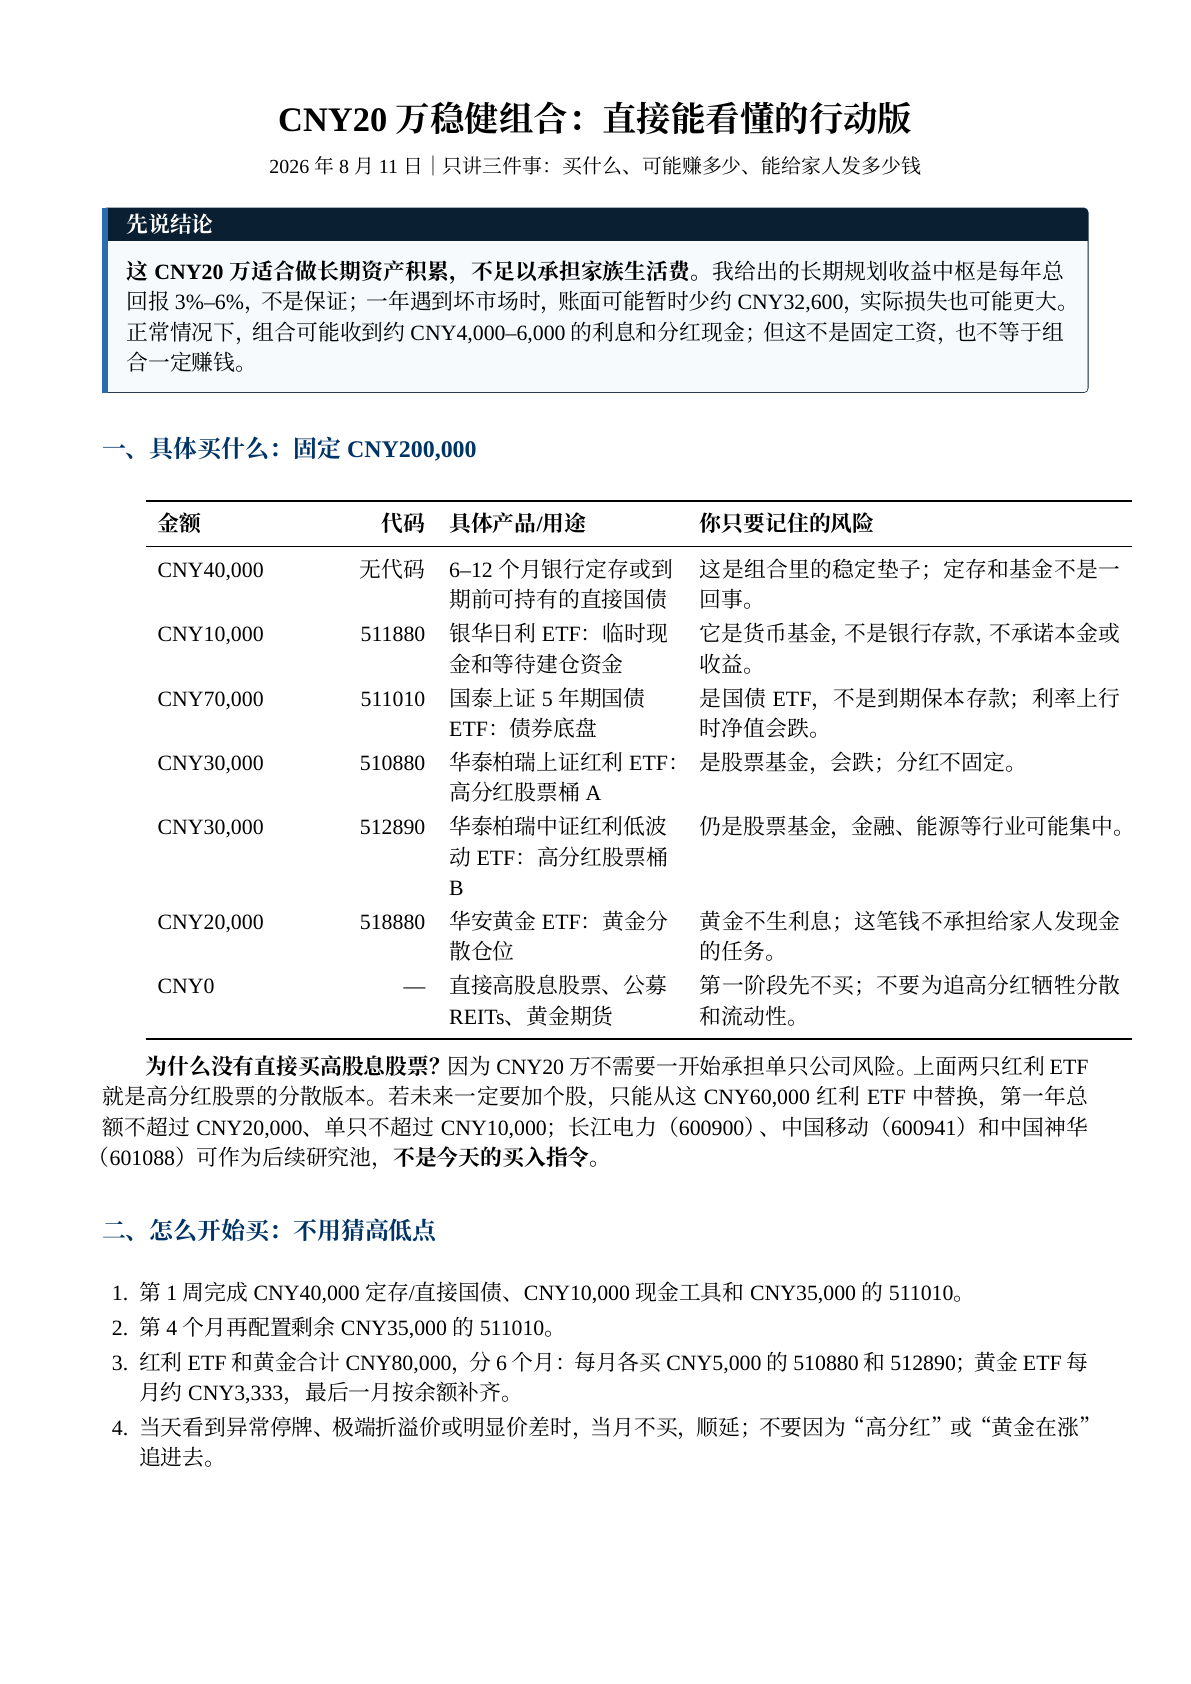 CNY20 万稳健组合：直接能看懂的行动版
2026 年 8 月 11 日｜只讲三件事：买什么、可能赚多少、能给家人发多少钱
先说结论
这 CNY20 万适合做长期资产积累，不足以承担家族生活费。我给出的长期规划收益中枢是每年总
回报 3%–6%，不是保证；一年遇到坏市场时，账面可能暂时少约 CNY32,600，实际损失也可能更大。
正常情况下，组合可能收到约 CNY4,000–6,000 的利息和分红现金；但这不是固定工资，也不等于组
合一定赚钱。
一、具体买什么：固定 CNY200,000
金额 代码 具体产品/用途 你只要记住的风险
CNY40,000 无代码 6–12 个月银行定存或到 这是组合里的稳定垫子；定存和基金不是一
期前可持有的直接国债 回事。
CNY10,000 511880 银华日利 ETF：临时现 它是货币基金, 不是银行存款, 不承诺本金或
金和等待建仓资金 收益。
CNY70,000 511010 国泰上证 5 年期国债 是国债 ETF，不是到期保本存款；利率上行
ETF：债券底盘 时净值会跌。
CNY30,000 510880 华泰柏瑞上证红利 ETF： 是股票基金，会跌；分红不固定。
高分红股票桶 A
CNY30,000 512890 华泰柏瑞中证红利低波 仍是股票基金，金融、能源等行业可能集中。
动 ETF：高分红股票桶
B
CNY20,000 518880 华安黄金 ETF：黄金分 黄金不生利息；这笔钱不承担给家人发现金
散仓位 的任务。
CNY0 — 直接高股息股票、公募 第一阶段先不买；不要为追高分红牺牲分散
REITs、黄金期货 和流动性。
为什么没有直接买高股息股票？因为 CNY20 万不需要一开始承担单只公司风险。上面两只红利 ETF
就是高分红股票的分散版本。若未来一定要加个股，只能从这 CNY60,000 红利 ETF 中替换，第一年总
额不超过 CNY20,000、单只不超过 CNY10,000；长江电力（600900）、中国移动（600941）和中国神华
（601088）可作为后续研究池，不是今天的买入指令。
二、怎么开始买：不用猜高低点
1. 第 1 周完成 CNY40,000 定存/直接国债、CNY10,000 现金工具和 CNY35,000 的 511010。
2. 第 4 个月再配置剩余 CNY35,000 的 511010。
3. 红利 ETF 和黄金合计 CNY80,000，分 6 个月：每月各买 CNY5,000 的 510880 和 512890；黄金 ETF 每
月约 CNY3,333，最后一月按余额补齐。
4. 当天看到异常停牌、极端折溢价或明显价差时，当月不买，顺延；不要因为“高分红”或“黄金在涨”
追进去。